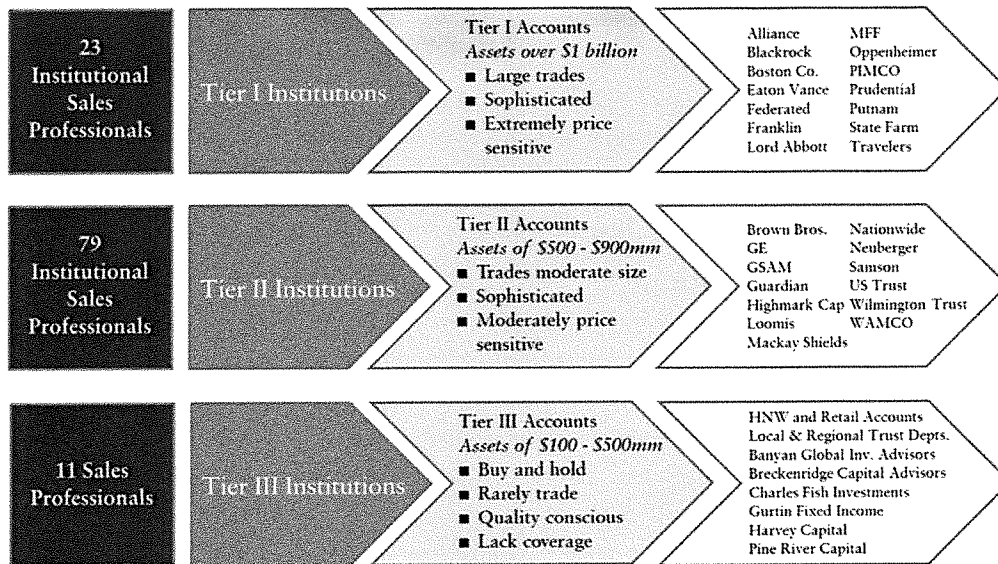 23
Institutional
Sales
Professionals
Tier I Institutions
Tier I Accounts
Assets over $1 billion
■ Large trades
■ Sophisticated
■ Extremely price
sensitive
Alliance MFF
Blackrock Oppenheimer
Boston Co. PIMCO
Eaton Vance Prudential
Federated Putnam
Franklin State Farm
Lord Abbott Travelers
79
Institutional
Sales
Professionals
Tier II Institutions
Tier II Accounts
Assets of $500 - $900mm
■ Trades moderate size
■ Sophisticated
■ Moderately price
sensitive
Brown Bros. Nationwide
GE Neuberger
GSAM Samson
Guardian US Trust
Highmark Cap Wilmington Trust
Loomis WAMCO
Mackay Shields
11 Sales
Professionals
Tier III Institutions
Tier III Accounts
Assets of $100 - $500mm
■ Buy and hold
■ Rarely trade
■ Quality conscious
■ Lack coverage
HNW and Retail Accounts
Local & Regional Trust Depts.
Banyan Global Inv. Advisors
Breckenridge Capital Advisors
Charles Fish Investments
Gurtin Fixed Income
Harvey Capital
Pine River Capital